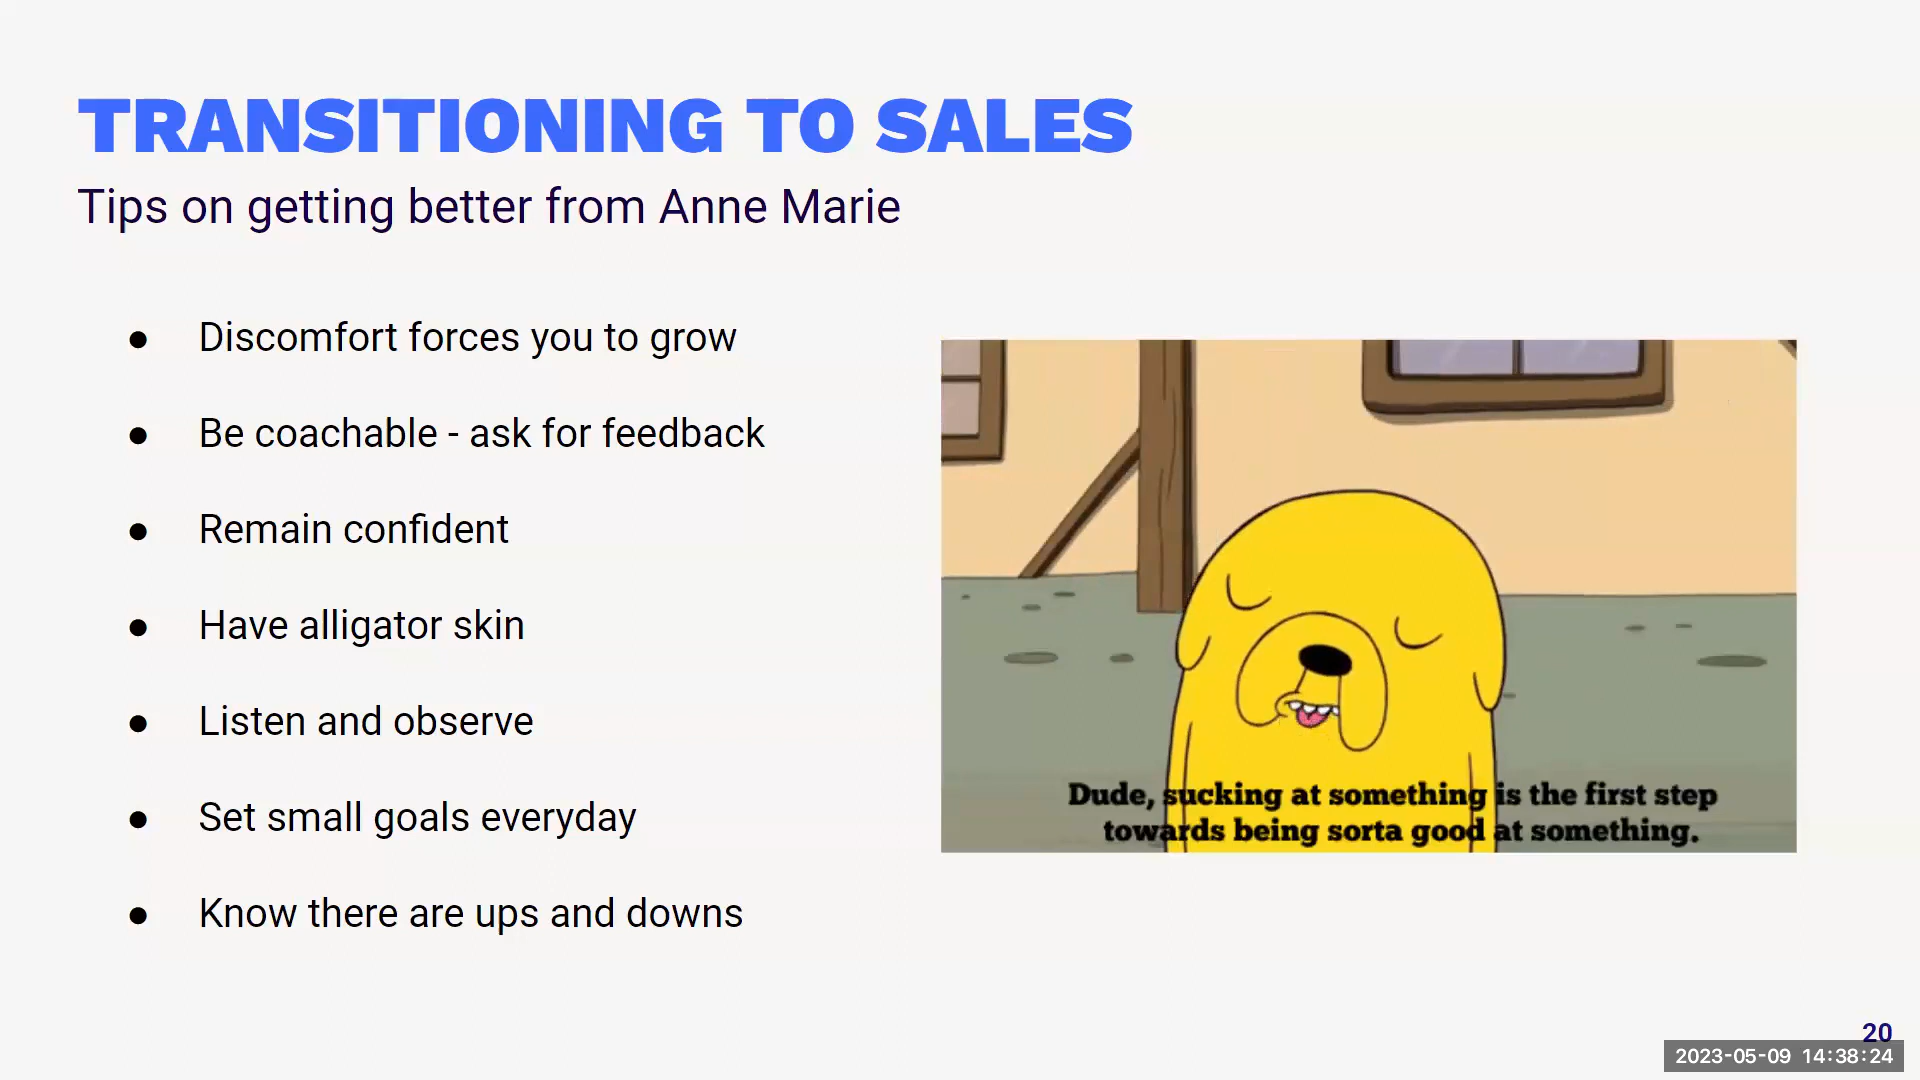 TRANSITIONING TO SALES
Tips on getting better from Anne Marie
● Discomfort forces you to grow
● Be coachable - ask for feedback
● Remain confident
● Have alligator skin
● Listen and observe
● Set small goals everyday
● Know there are ups and downs
Dude, sucking at something is the first step
towards being sorta good at something.
20
2023-05-09 14:38:24